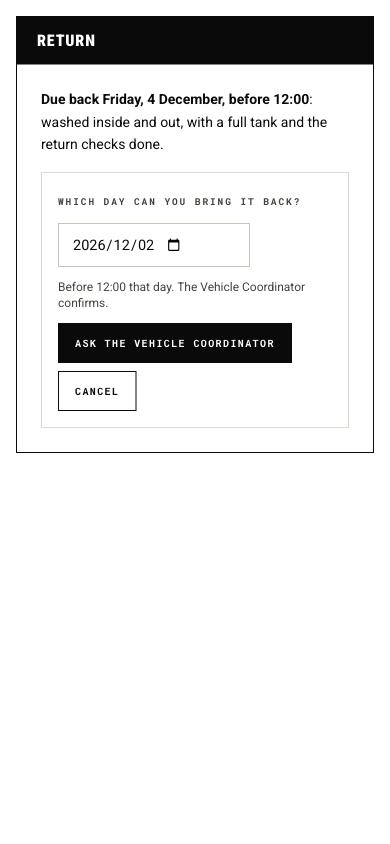 RETURN
Due back Friday, 4 December, before 12:00:
washed inside and out, with a full tank and the
return checks done.
WHICH DAY CAN YOU BRING IT BACK?
2026/12/02
Before 12:00 that day. The Vehicle Coordinator
confirms.
ASK THE VEHICLE COORDINATOR
CANCEL